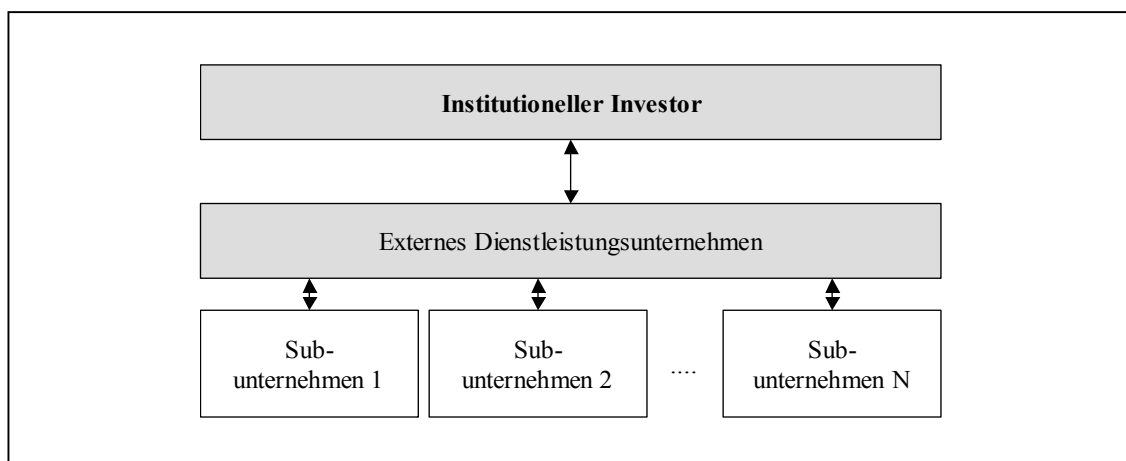 Institutioneller Investor
Externes Dienstleistungsunternehmen
Sub-
unternehmen 1
Sub-
unternehmen 2
....
Sub-
unternehmen N